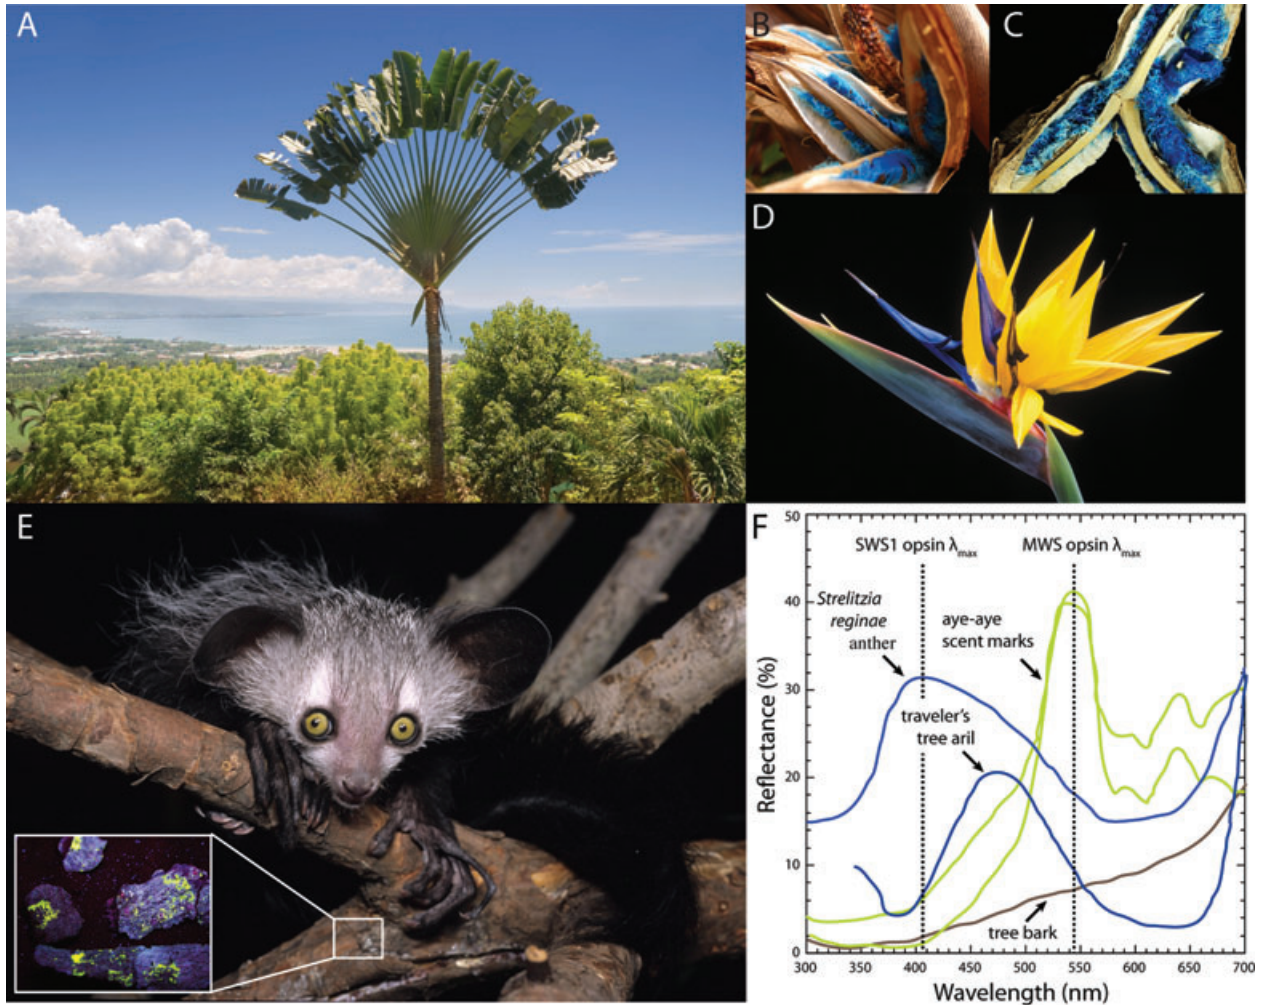 A
B
C
D
E
F
50
40
30
20
10
0
Reflectance (%)
SWS1 opsin λmax
MWS opsin λmax
Strelitzia
reginae
anther
aye-aye
scent marks
traveler's
tree aril
tree bark
300
400
450
500
550
600
650
700
Wavelength (nm)